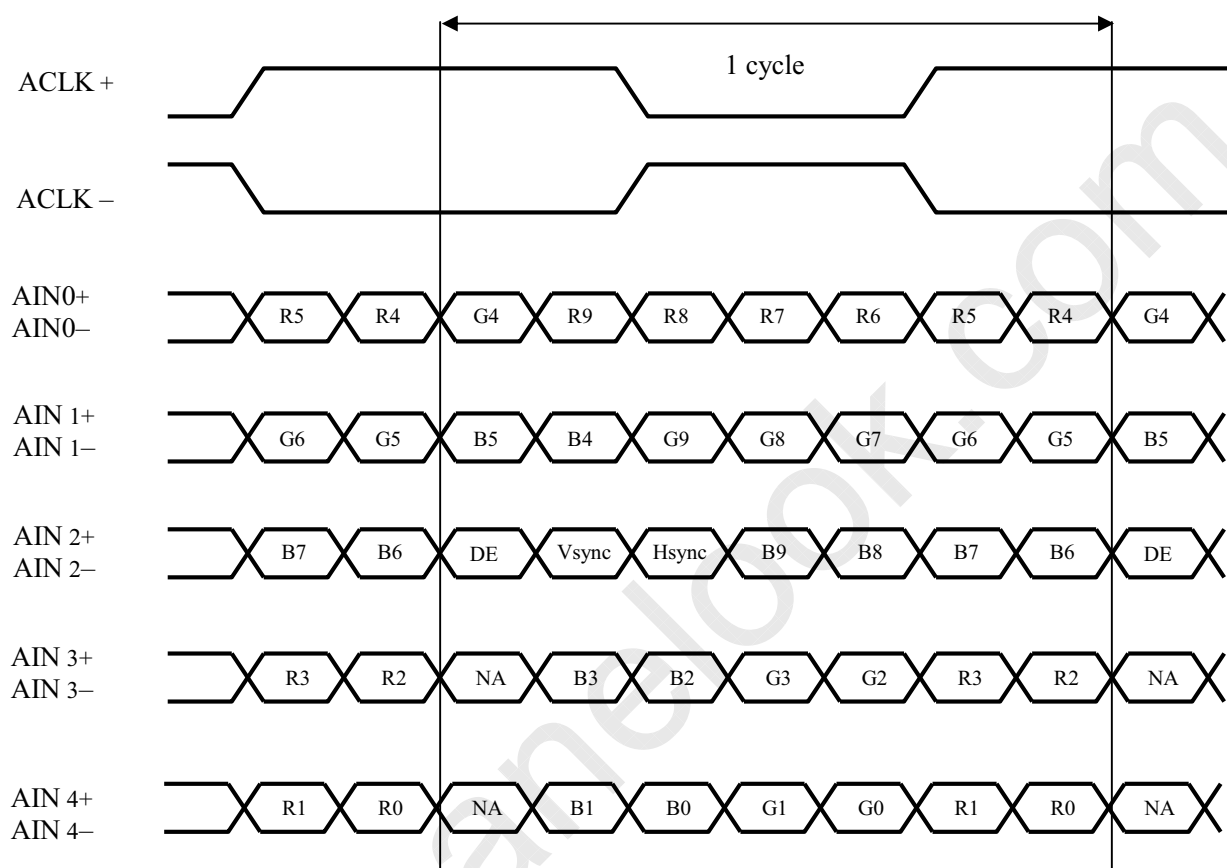 1 cycle
ACLK +
ACLK –
AIN0+
AIN0–
R5 R4 G4 R9 R8 R7 R6 R5 R4 G4
AIN 1+
AIN 1–
G6 G5 B5 B4 G9 G8 G7 G6 G5 B5
AIN 2+
AIN 2–
B7 B6 DE Vsync Hsync B9 B8 B7 B6 DE
AIN 3+
AIN 3–
R3 R2 NA B3 B2 G3 G2 R3 R2 NA
AIN 4+
AIN 4–
R1 R0 NA B1 B0 G1 G0 R1 R0 NA
anelook.com